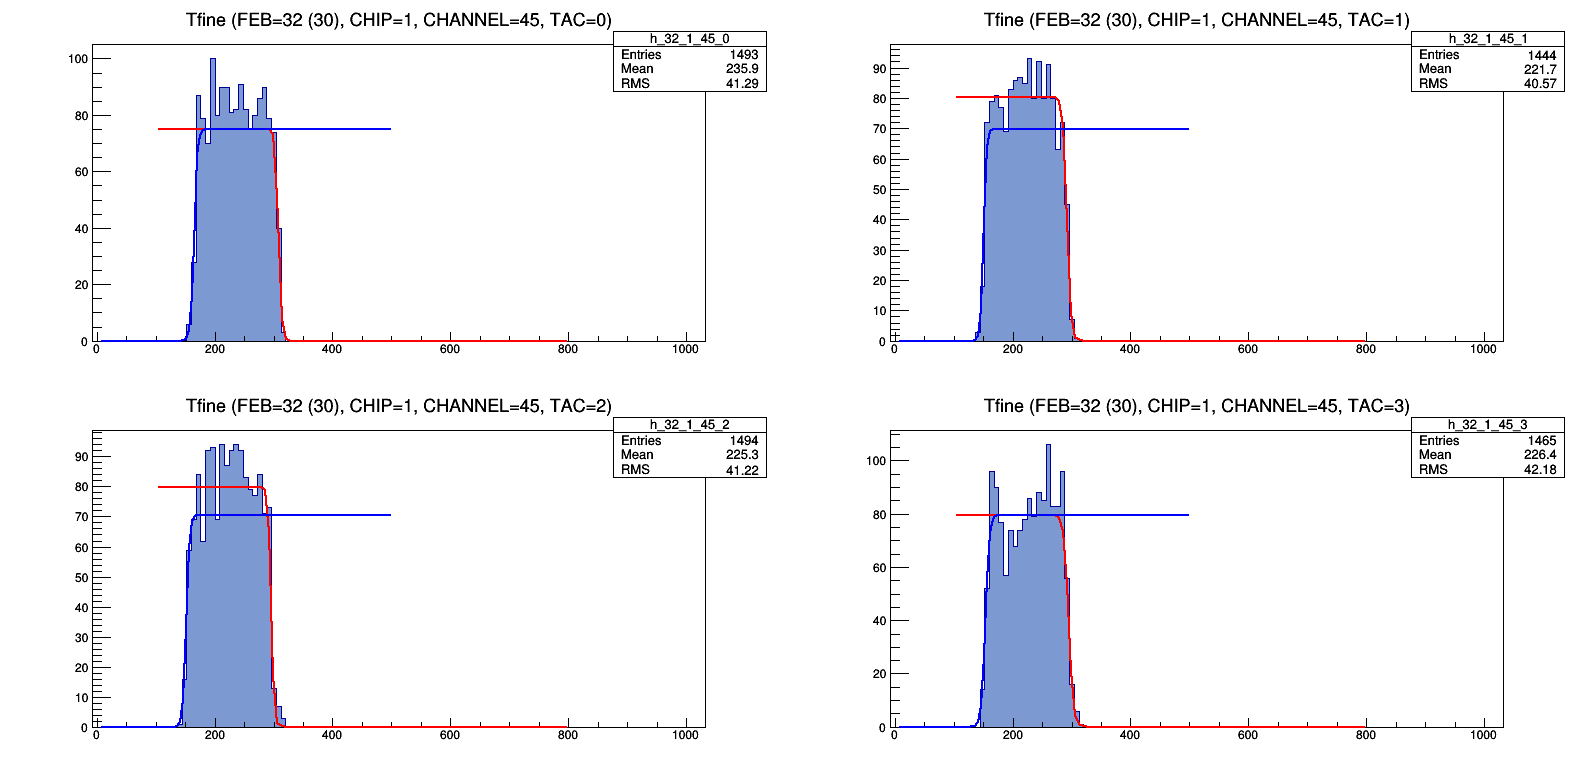 Tfine (FEB=32 (30), CHIP=1, CHANNEL=45, TAC=0)
h_32_1_45_0
Entries 1493
Mean 235.9
RMS 41.29
100
80
60
40
20
0
0 200 400 600 800 1000
Tfine (FEB=32 (30), CHIP=1, CHANNEL=45, TAC=1)
h_32_1_45_1
Entries 1444
Mean 221.7
RMS 40.57
90
80
70
60
50
40
30
20
10
0
0 200 400 600 800 1000
Tfine (FEB=32 (30), CHIP=1, CHANNEL=45, TAC=2)
h_32_1_45_2
Entries 1494
Mean 225.3
RMS 41.22
90
80
70
60
50
40
30
20
10
0
0 200 400 600 800 1000
Tfine (FEB=32 (30), CHIP=1, CHANNEL=45, TAC=3)
h_32_1_45_3
Entries 1465
Mean 226.4
RMS 42.18
100
80
60
40
20
0
0 200 400 600 800 1000